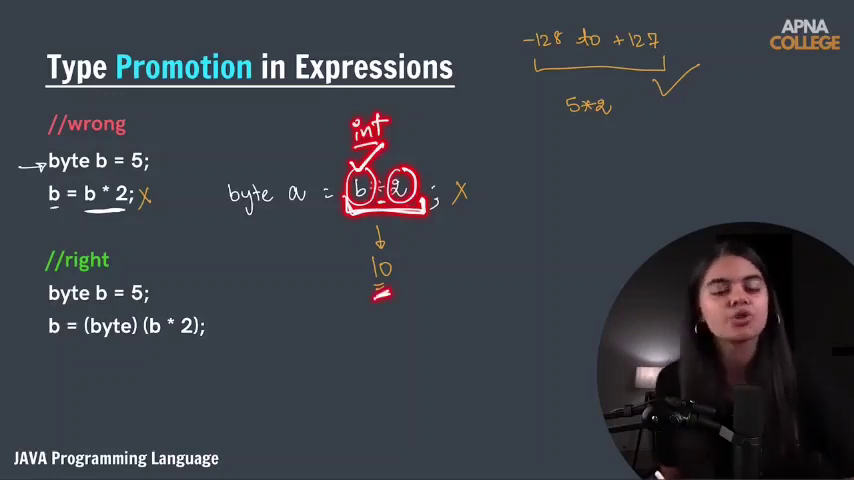 -128 to +127
APNA
COLLEGE
Type Promotion in Expressions
5*2
//wrong
int
byte b = 5;
b = b * 2; X
byte a = b * 2 ; X
//right
10
byte b = 5;
b = (byte) (b * 2);
JAVA Programming Language